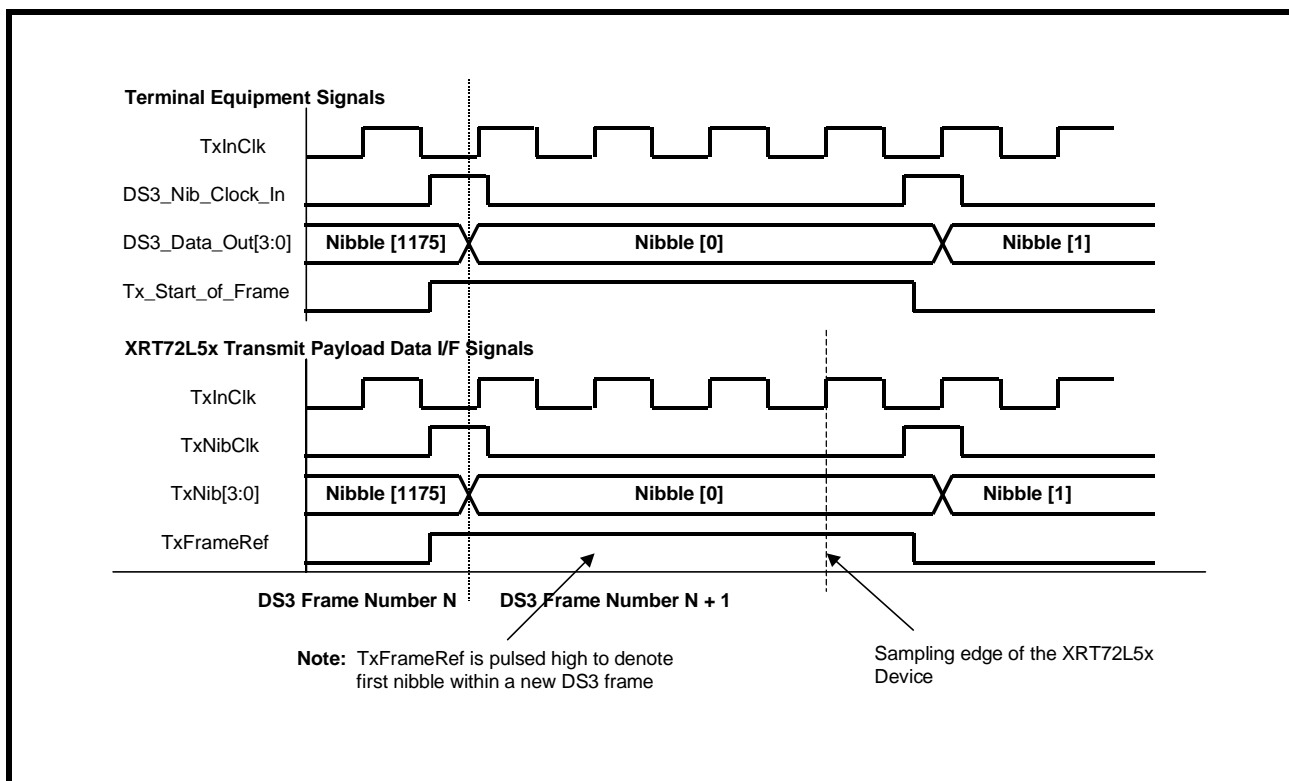 Terminal Equipment Signals
TxInClk
DS3_Nib_Clock_In
DS3_Data_Out[3:0]
Nibble [1175]
Nibble [0]
Nibble [1]
Tx_Start_of_Frame
XRT72L5x Transmit Payload Data I/F Signals
TxInClk
TxNibClk
TxNib[3:0]
Nibble [1175]
Nibble [0]
Nibble [1]
TxFrameRef
DS3 Frame Number N
DS3 Frame Number N + 1
Note: TxFrameRef is pulsed high to denote
first nibble within a new DS3 frame
Sampling edge of the XRT72L5x
Device